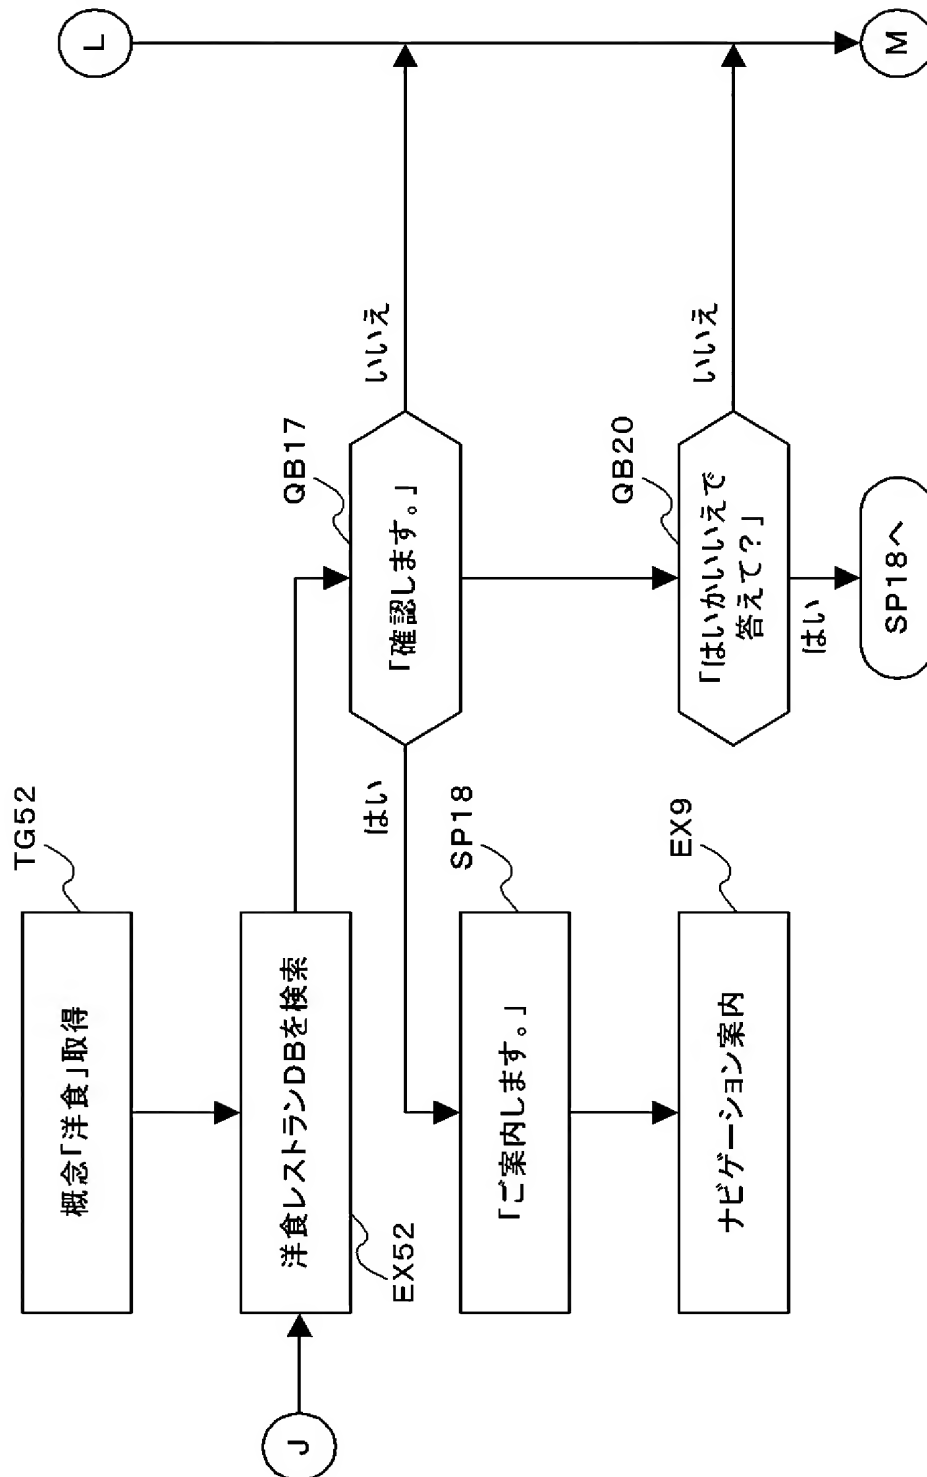 L
M
いいえ
いいえ
QB17
「確認します。」
QB20
「はいかいいえで
答えて?」
はい
SP18へ
はい
TG52
概念「洋食」取得
洋食レストランDBを検索
EX52
SP18
「ご案内します。」
EX9
ナビゲーション案内
J